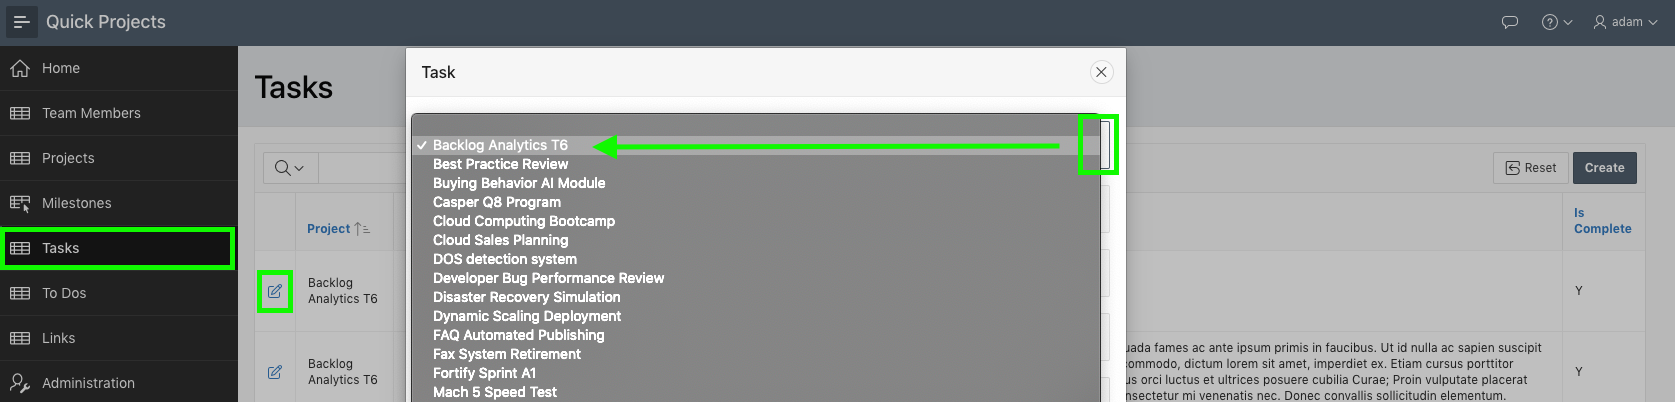 Quick Projects
adam
Home
Team Members
Projects
Milestones
Tasks
To Dos
Links
Administration
Tasks
Reset
Create
Project
Is
Complete
Backlog
Analytics T6
Y
Backlog
Analytics T6
uada fames ac ante ipsum primis in faucibus. Ut id nulla ac sapien suscipit
commodo, dictum lorem sit amet, imperdiet ex. Etiam cursus porttitor
us orci luctus et ultrices posuere cubilia Curae; Proin vulputate placerat
onsectetur mi venenatis nec. Donec convallis sollicitudin elementum.
Y
Task
Backlog Analytics T6
Best Practice Review
Buying Behavior AI Module
Casper Q8 Program
Cloud Computing Bootcamp
Cloud Sales Planning
DOS detection system
Developer Bug Performance Review
Disaster Recovery Simulation
Dynamic Scaling Deployment
FAQ Automated Publishing
Fax System Retirement
Fortify Sprint A1
Mach 5 Speed Test